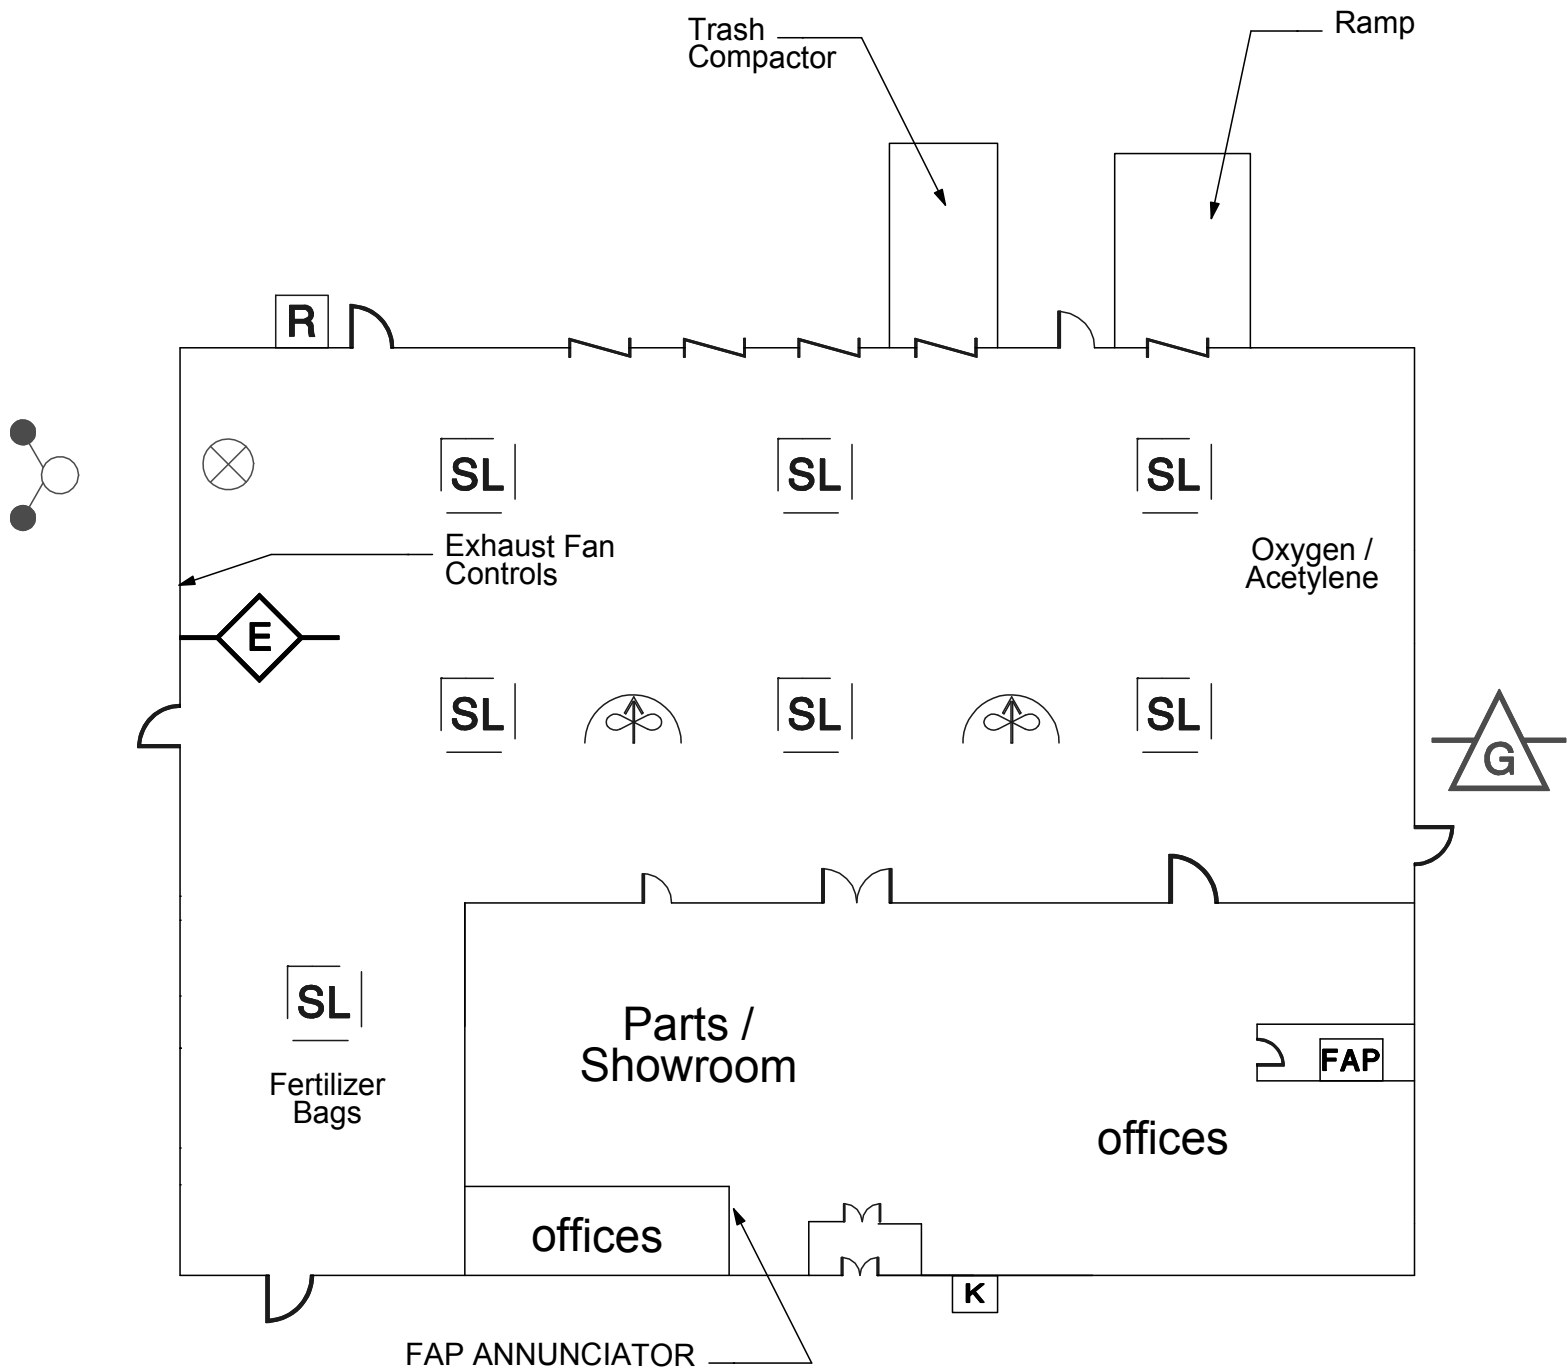 Trash
Compactor
Ramp
R
SL
SL
SL
Exhaust Fan
Controls
Oxygen /
Acetylene
E
SL
SL
SL
G
SL
Parts /
Showroom
FAP
Fertilizer
Bags
offices
offices
K
FAP ANNUNCIATOR